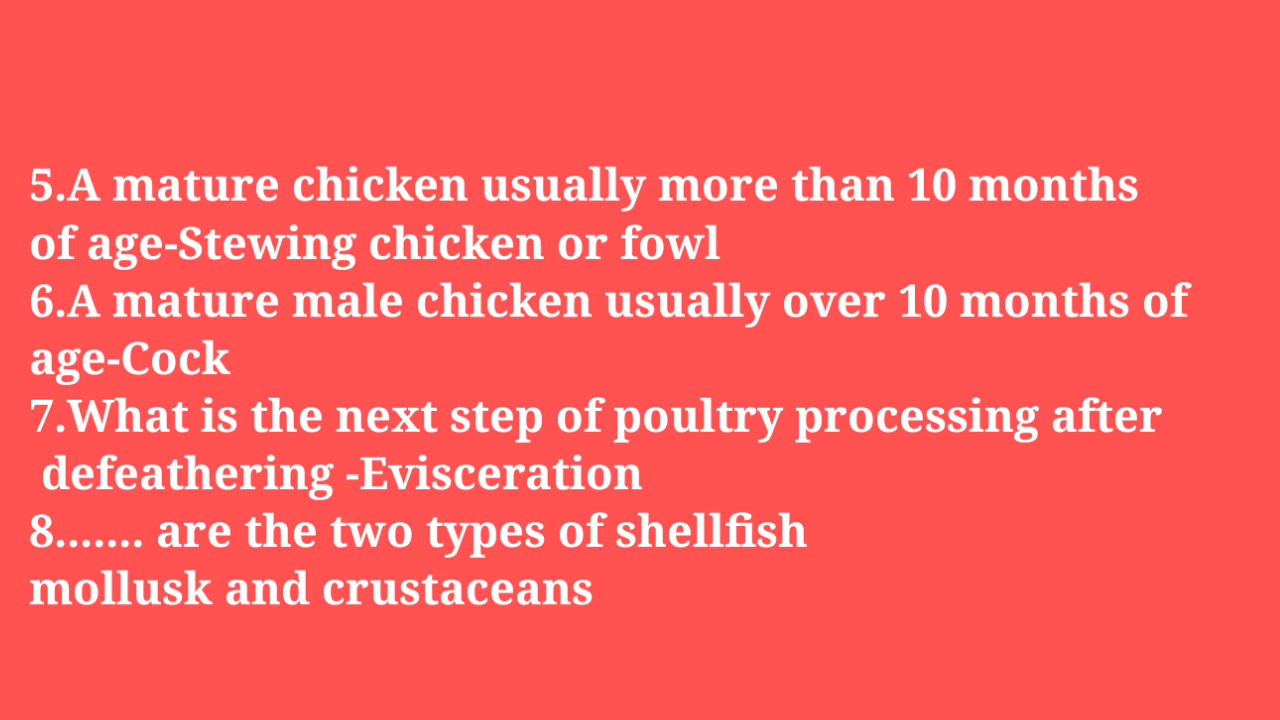 5.A mature chicken usually more than 10 months
of age-Stewing chicken or fowl
6.A mature male chicken usually over 10 months of
age-Cock
7.What is the next step of poultry processing after
defeathering -Evisceration
8....... are the two types of shellfish
mollusk and crustaceans